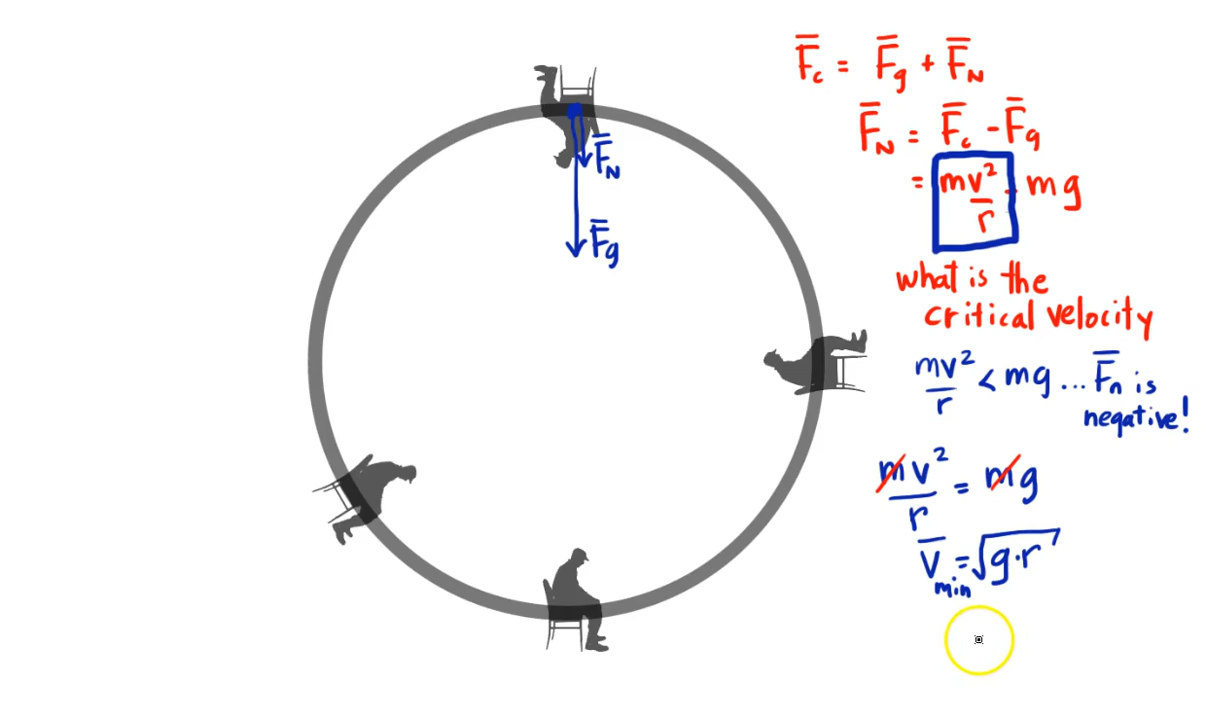 F̅c = F̅g + F̅N
F̅N = F̅c - F̅g
= mv²/r - mg
what is the
critical velocity
mv²/r < mg ... F̅n is
negative!
mv²/r = mg
v̅min = √g·r
F̅N
F̅g